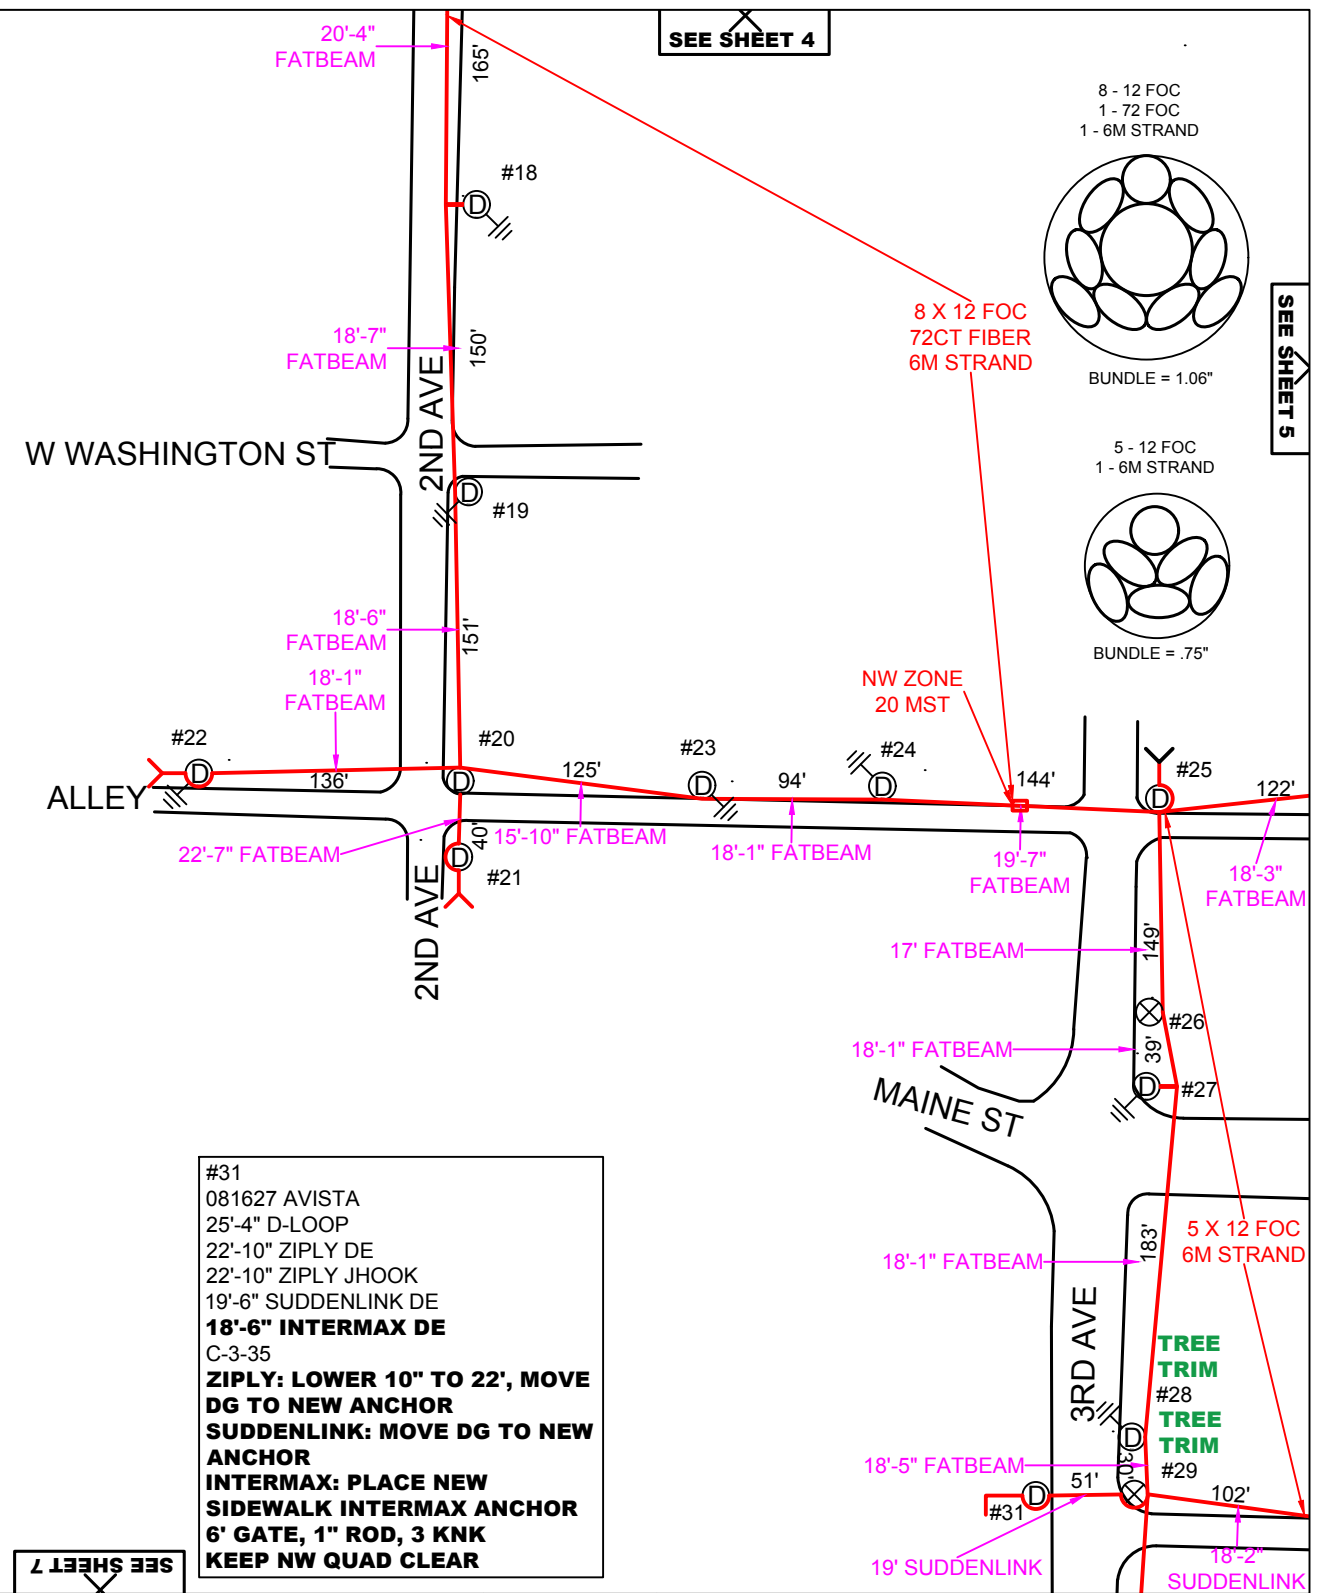 20'-4"
FATBEAM
165'
SEE SHEET 4
8 - 12 FOC
1 - 72 FOC
1 - 6M STRAND
#18
D
8 X 12 FOC
72CT FIBER
6M STRAND
SEE SHEET 5
BUNDLE = 1.06"
18'-7"
FATBEAM
150'
2ND AVE
W WASHINGTON ST
5 - 12 FOC
1 - 6M STRAND
D
#19
18'-6"
FATBEAM
151'
BUNDLE = .75"
18'-1"
FATBEAM
NW ZONE
20 MST
#22
D
136'
#20
D
125'
#23
D
94'
#24
D
144'
#25
D
122'
ALLEY
22'-7" FATBEAM
40'
15'-10" FATBEAM
18'-1" FATBEAM
19'-7"
FATBEAM
18'-3"
FATBEAM
D
#21
2ND AVE
17' FATBEAM
149'
#26
18'-1" FATBEAM
39'
D
#27
MAINE ST
#31
081627 AVISTA
25'-4" D-LOOP
22'-10" ZIPLY DE
22'-10" ZIPLY JHOOK
19'-6" SUDDENLINK DE
18'-6" INTERMAX DE
C-3-35
ZIPLY: LOWER 10" TO 22', MOVE
DG TO NEW ANCHOR
SUDDENLINK: MOVE DG TO NEW
ANCHOR
INTERMAX: PLACE NEW
SIDEWALK INTERMAX ANCHOR
6' GATE, 1" ROD, 3 KNK
KEEP NW QUAD CLEAR
5 X 12 FOC
6M STRAND
18'-1" FATBEAM
183'
3RD AVE
TREE
TRIM
#28
D
TREE
TRIM
#29
18'-5" FATBEAM
30'
51'
D
#31
102'
19' SUDDENLINK
18'-2"
SUDDENLINK
SEE SHEET 7